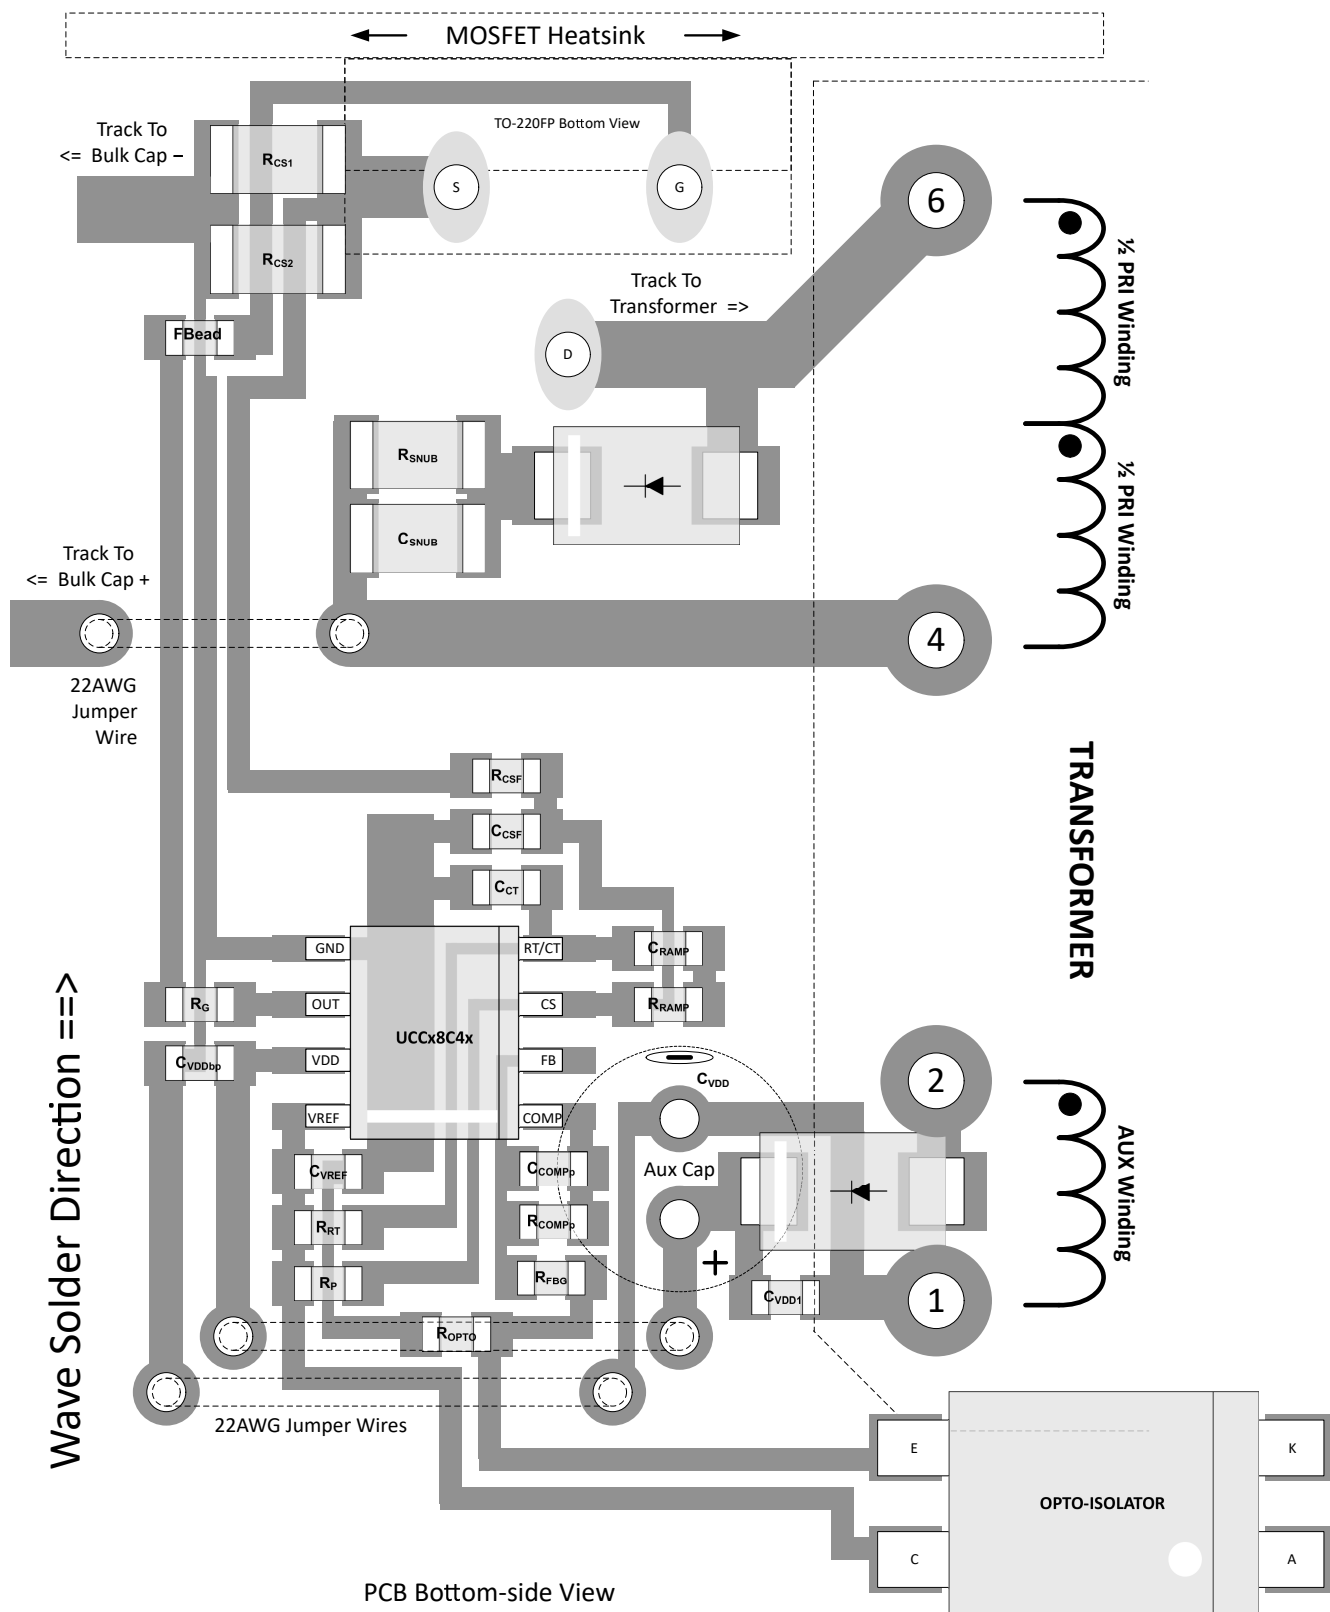 MOSFET Heatsink
TO-220FP Bottom View
Track To
<= Bulk Cap –
RCS1
S
G
6
RCS2
½ PRI Winding
Track To
Transformer =>
FBead
D
RSNUB
CSNUB
½ PRI Winding
Track To
<= Bulk Cap +
4
22AWG
Jumper
Wire
TRANSFORMER
RCSF
CCSF
CCT
GND
RT/CT
CRAMP
OUT
CS
RG
RRAMP
UCCx8C4x
VDD
FB
CVDDbp
VREF
COMP
CVDD
2
Aux Cap
AUX Winding
CVREF
CCOMPp
RRT
RCOMPp
RP
RFBG
+
CVDD1
1
ROPTO
22AWG Jumper Wires
Wave Solder Direction ==>
E
K
OPTO-ISOLATOR
C
A
PCB Bottom-side View